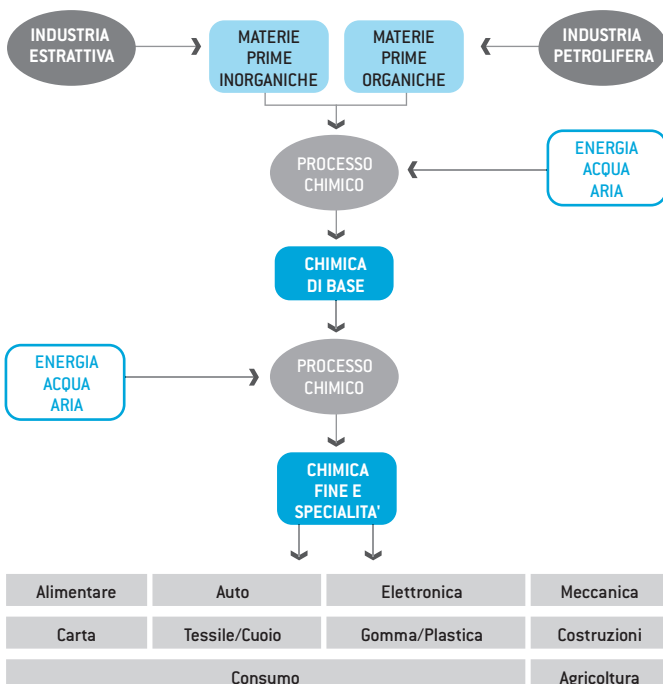 INDUSTRIA
ESTRATTIVA
MATERIE
PRIME
INORGANICHE
MATERIE
PRIME
ORGANICHE
INDUSTRIA
PETROLIFERA
PROCESSO
CHIMICO
ENERGIA
ACQUA
ARIA
CHIMICA
DI BASE
ENERGIA
ACQUA
ARIA
PROCESSO
CHIMICO
CHIMICA
FINE E
SPECIALITA'
Alimentare Auto Elettronica Meccanica
Carta Tessile/Cuoio Gomma/Plastica Costruzioni
Consumo Agricoltura